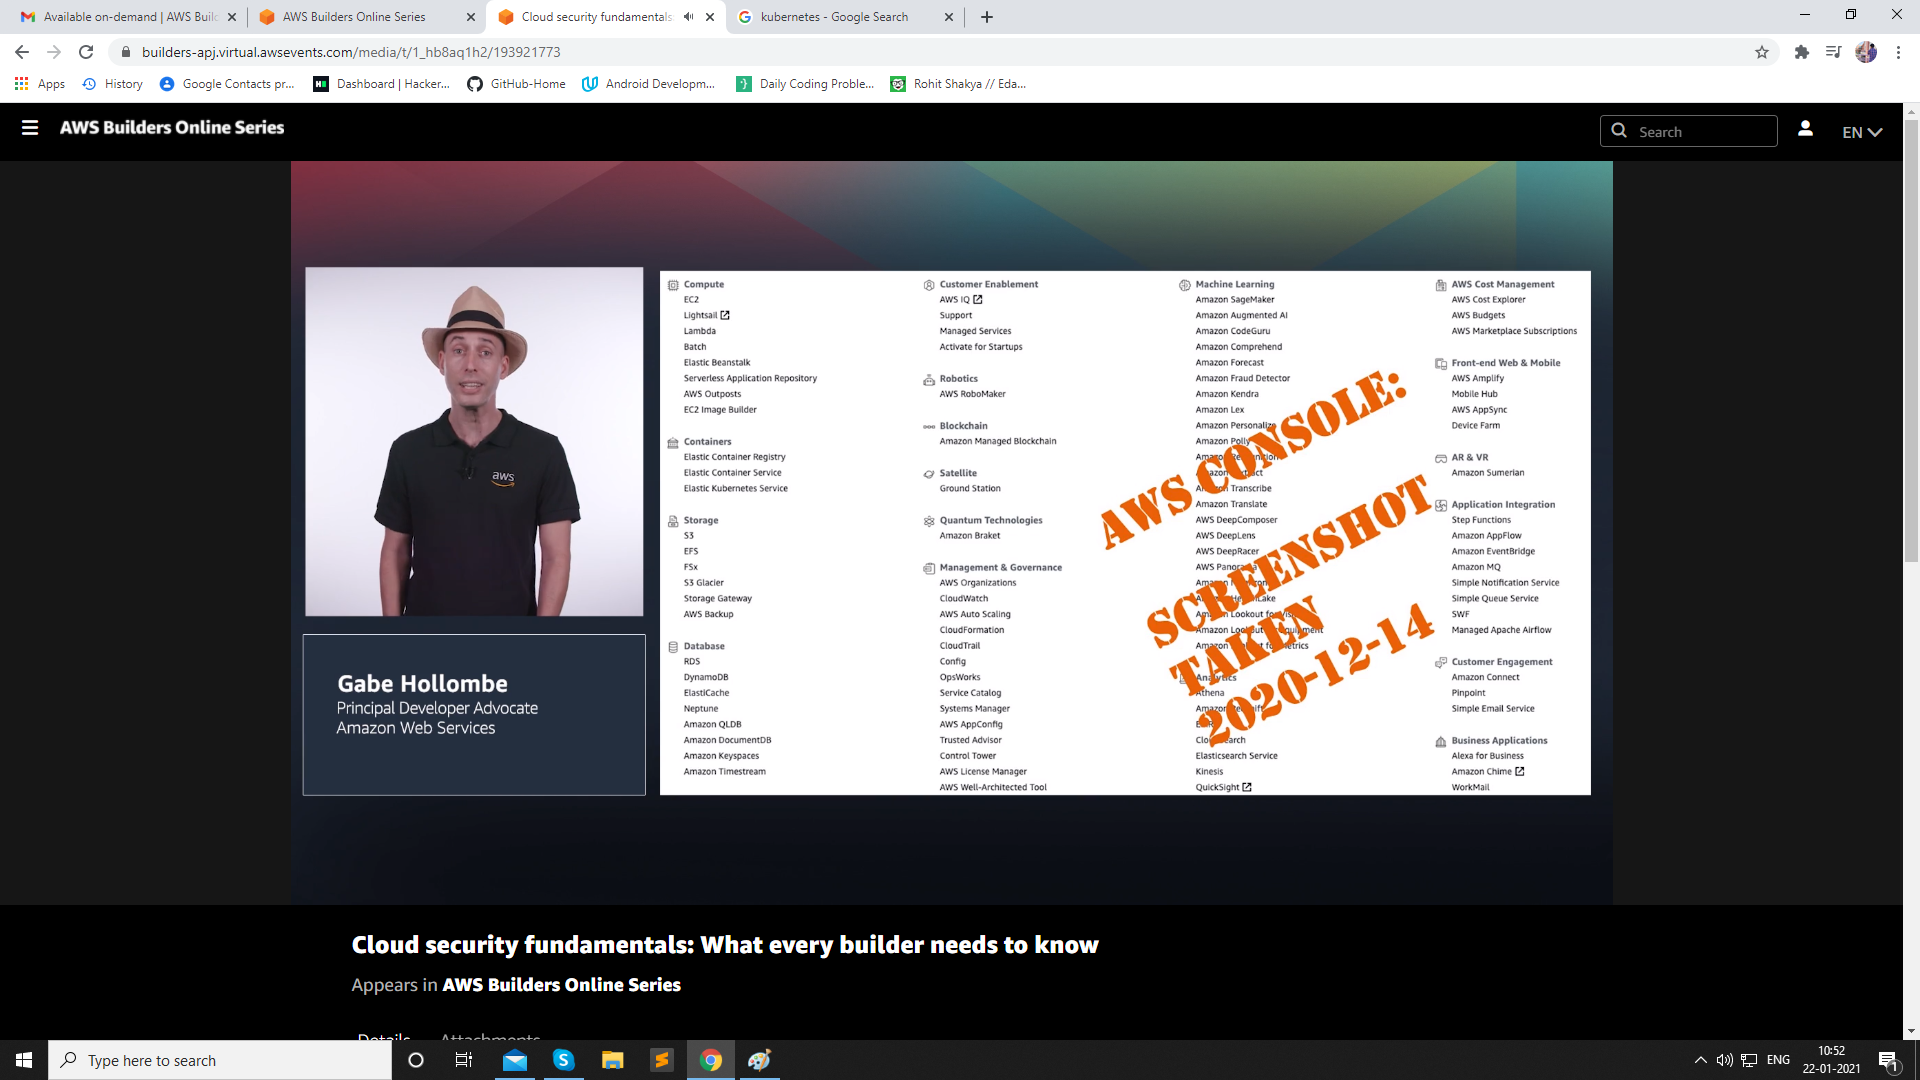 Available on-demand | AWS Buil
AWS Builders Online Series
Cloud security fundamentals
kubernetes - Google Search
builders-apj.virtual.awsevents.com/media/t/1_hb8aq1h2/193921773
Apps
History
Google Contacts pr...
Dashboard | Hacker...
GitHub-Home
Android Developm...
Daily Coding Proble...
Rohit Shakya // Eda...
AWS Builders Online Series
Search
EN
aws
Gabe Hollombe
Principal Developer Advocate
Amazon Web Services
Compute
EC2
Lightsail
Lambda
Batch
Elastic Beanstalk
Serverless Application Repository
AWS Outposts
EC2 Image Builder
Containers
Elastic Container Registry
Elastic Container Service
Elastic Kubernetes Service
Storage
S3
EFS
FSx
S3 Glacier
Storage Gateway
AWS Backup
Database
RDS
DynamoDB
ElastiCache
Neptune
Amazon QLDB
Amazon DocumentDB
Amazon Keyspaces
Amazon Timestream
Customer Enablement
AWS IQ
Support
Managed Services
Activate for Startups
Robotics
AWS RoboMaker
Blockchain
Amazon Managed Blockchain
Satellite
Ground Station
Quantum Technologies
Amazon Braket
Management & Governance
AWS Organizations
CloudWatch
AWS Auto Scaling
CloudFormation
CloudTrail
Config
OpsWorks
Service Catalog
Systems Manager
AWS AppConfig
Trusted Advisor
Control Tower
AWS License Manager
AWS Well-Architected Tool
Machine Learning
Amazon SageMaker
Amazon Augmented AI
Amazon CodeGuru
Amazon Comprehend
Amazon Forecast
Amazon Fraud Detector
Amazon Kendra
Amazon Lex
Amazon Personalize
Amazon Polly
Amazon Transcribe
Amazon Translate
AWS DeepComposer
AWS DeepLens
AWS DeepRacer
AWS Panorama
Amazon Lookout for
Amazon
Amazon for Metrics
Analytics
Athena
Amazon
CloudSearch
Elasticsearch Service
Kinesis
QuickSight
AWS CONSOLE:
SCREENSHOT
TAKEN
2020-12-14
AWS Cost Management
AWS Cost Explorer
AWS Budgets
AWS Marketplace Subscriptions
Front-end Web & Mobile
AWS Amplify
Mobile Hub
AWS AppSync
Device Farm
AR & VR
Amazon Sumerian
Application Integration
Step Functions
Amazon AppFlow
Amazon EventBridge
Amazon MQ
Simple Notification Service
Simple Queue Service
SWF
Managed Apache Airflow
Customer Engagement
Amazon Connect
Pinpoint
Simple Email Service
Business Applications
Alexa for Business
Amazon Chime
WorkMail
Cloud security fundamentals: What every builder needs to know
Appears in AWS Builders Online Series
Details Attachments
Type here to search
ENG
10:52
22-01-2021
1